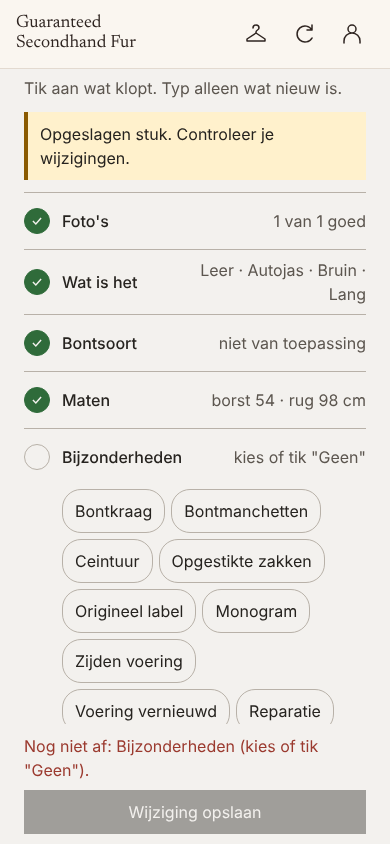 Guaranteed
Secondhand Fur
Tik aan wat klopt. Typ alleen wat nieuw is.
Opgeslagen stuk. Controleer je
wijzigingen.
Foto's 1 van 1 goed
Wat is het Leer · Autojas · Bruin ·
Lang
Bontsoort niet van toepassing
Maten borst 54 · rug 98 cm
Bijzonderheden kies of tik "Geen"
Bontkraag Bontmanchetten
Ceintuur Opgestikte zakken
Origineel label Monogram
Zijden voering
Voering vernieuwd Reparatie
Nog niet af: Bijzonderheden (kies of tik
"Geen").
Wijziging opslaan